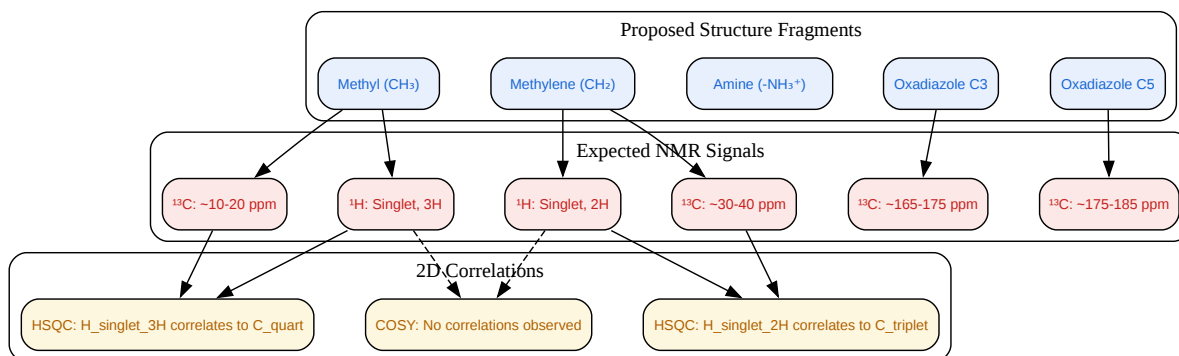 Proposed Structure Fragments
Methyl (CH₃)
Methylene (CH₂)
Amine (-NH₃⁺)
Oxadiazole C3
Oxadiazole C5
Expected NMR Signals
¹³C: ~10-20 ppm
¹H: Singlet, 3H
¹H: Singlet, 2H
¹³C: ~30-40 ppm
¹³C: ~165-175 ppm
¹³C: ~175-185 ppm
2D Correlations
HSQC: H_singlet_3H correlates to C_quart
COSY: No correlations observed
HSQC: H_singlet_2H correlates to C_triplet